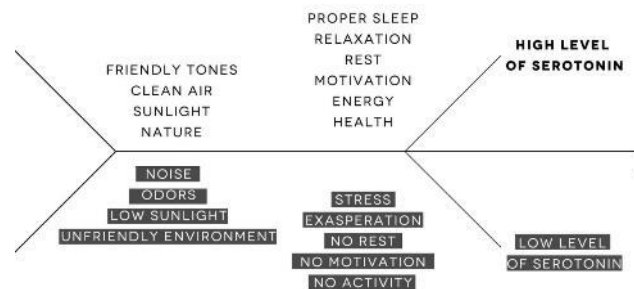 FRIENDLY TONES
CLEAN AIR
SUNLIGHT
NATURE
PROPER SLEEP
RELAXATION
REST
MOTIVATION
ENERGY
HEALTH
HIGH LEVEL
OF SEROTONIN
NOISE
ODORS
LOW SUNLIGHT
UNFRIENDLY ENVIRONMENT
STRESS
EXASPERATION
NO REST
NO MOTIVATION
NO ACTIVITY
LOW LEVEL
OF SEROTONIN